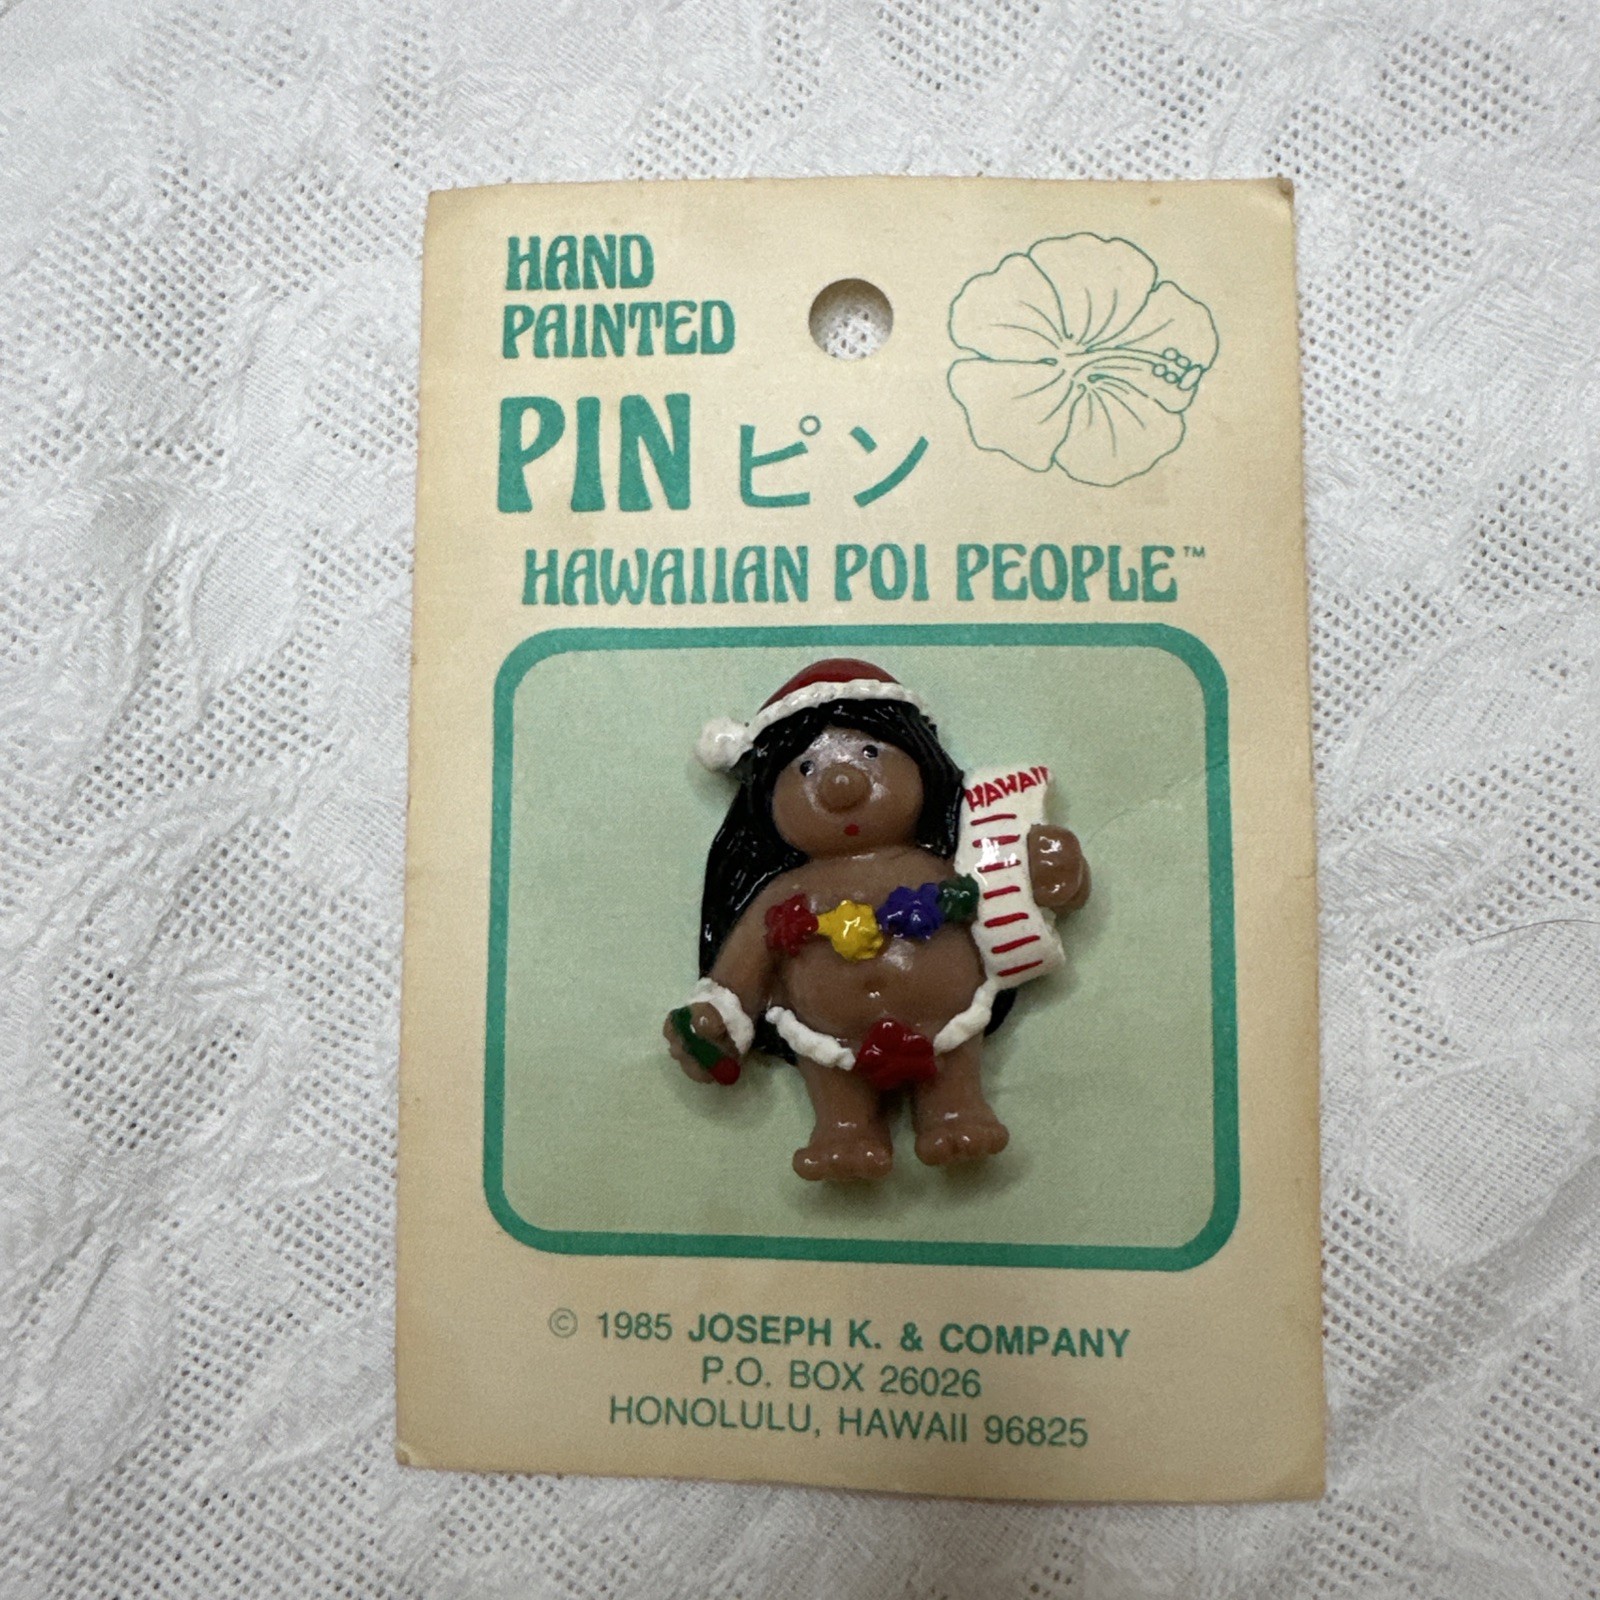 HAND
PAINTED
PIN ピン
HAWAIIAN POI PEOPLE™
HAWAII
© 1985 JOSEPH K. & COMPANY
P.O. BOX 26026
HONOLULU, HAWAII 96825